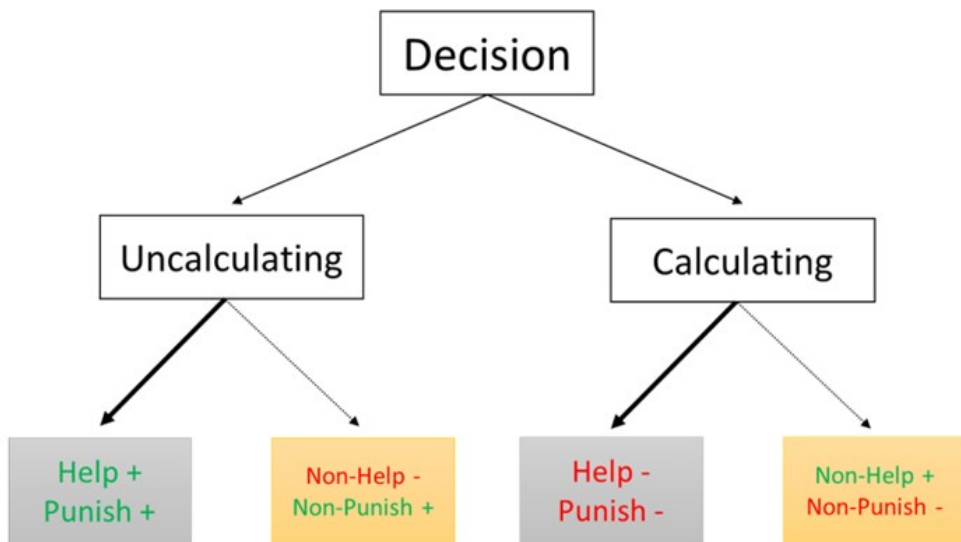 Decision
Uncalculating
Calculating
Help +
Punish +
Non-Help -
Non-Punish +
Help -
Punish -
Non-Help +
Non-Punish -